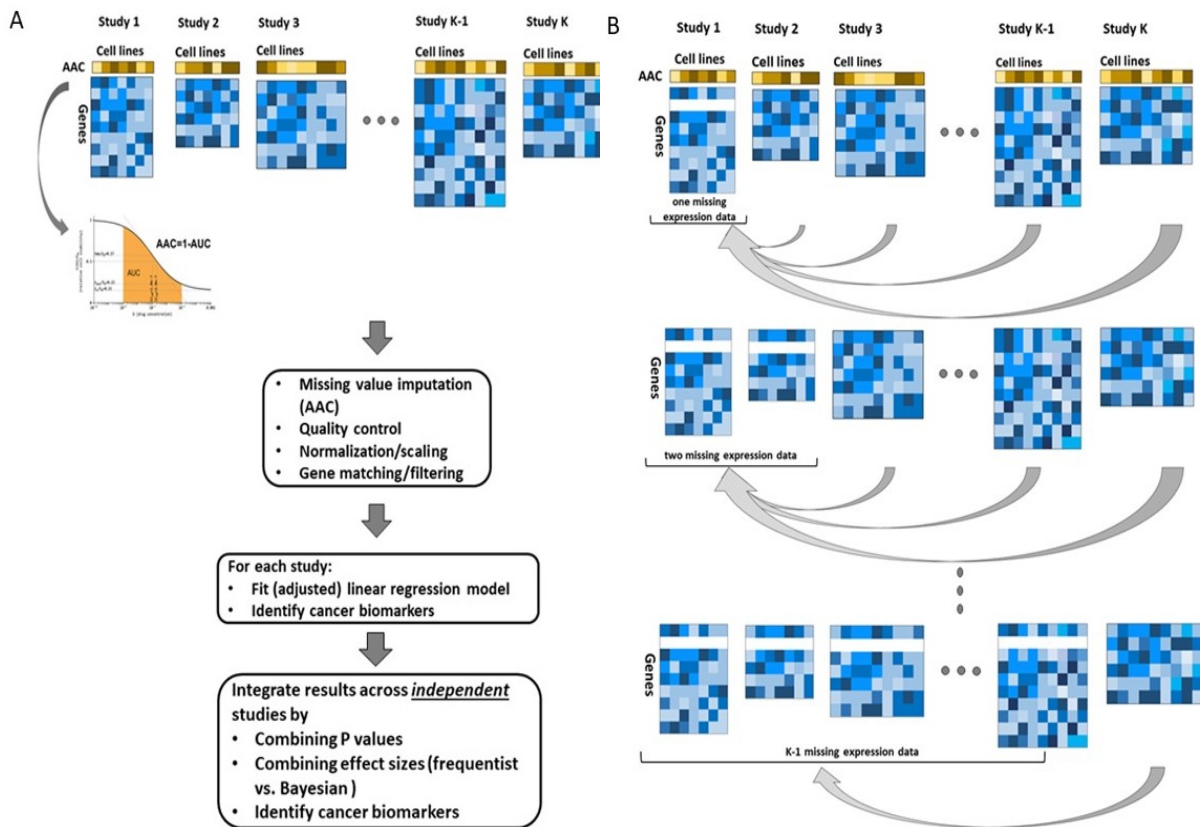 A
Study 1
Study 2
Study 3
Study K-1
Study K
Cell lines
Cell lines
Cell lines
Cell lines
Cell lines
AAC
Genes
AAC=1-AUC
AUC
• Missing value imputation
(AAC)
• Quality control
• Normalization/scaling
• Gene matching/filtering
For each study:
• Fit (adjusted) linear regression model
• Identify cancer biomarkers
Integrate results across independent
studies by
• Combining P values
• Combining effect sizes (frequentist
vs. Bayesian )
• Identify cancer biomarkers
B
Study 1
Study 2
Study 3
Study K-1
Study K
Cell lines
Cell lines
Cell lines
Cell lines
Cell lines
AAC
Genes
one missing
expression data
Genes
two missing expression data
Genes
K-1 missing expression data